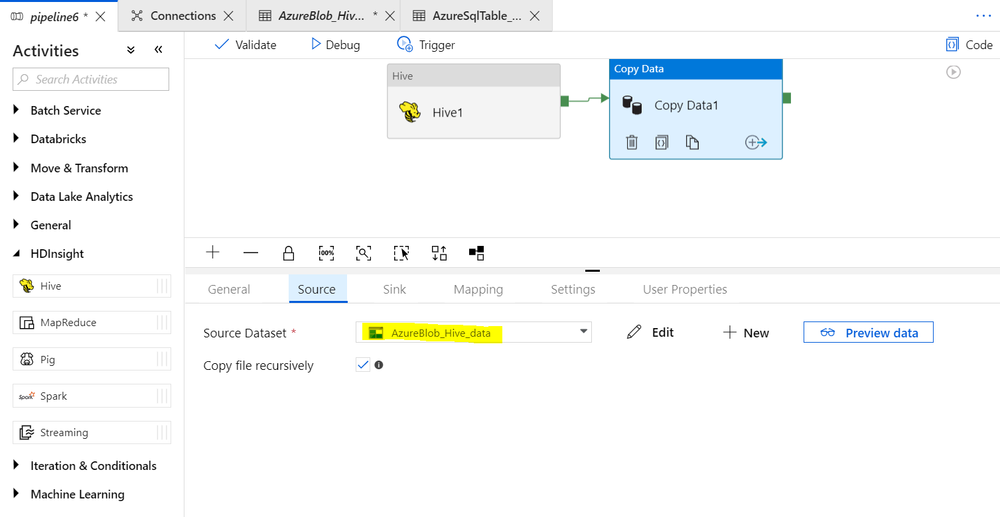 pipeline6 *
Connections
AzureBlob_Hiv... *
AzureSqlTable_...
Activities
Search Activities
Batch Service
Databricks
Move & Transform
Data Lake Analytics
General
HDInsight
Hive
MapReduce
Pig
Spark
Spark
Streaming
Iteration & Conditionals
Machine Learning
Validate
Debug
Trigger
Code
Hive
Hive1
Copy Data
Copy Data1
100%
General
Source
Sink
Mapping
Settings
User Properties
Source Dataset *
AzureBlob_Hive_data
Edit
New
Preview data
Copy file recursively